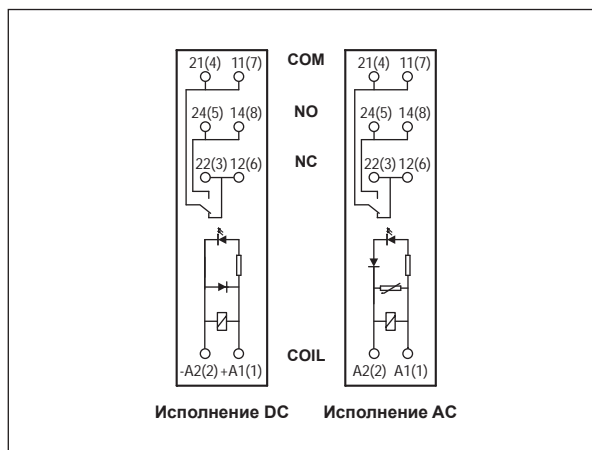 21(4) 11(7) COM 21(4) 11(7)
24(5) 14(8) NO 24(5) 14(8)
22(3) 12(6) NC 22(3) 12(6)
COIL
-A2(2) +A1(1) A2(2) A1(1)
Исполнение DC Исполнение AC